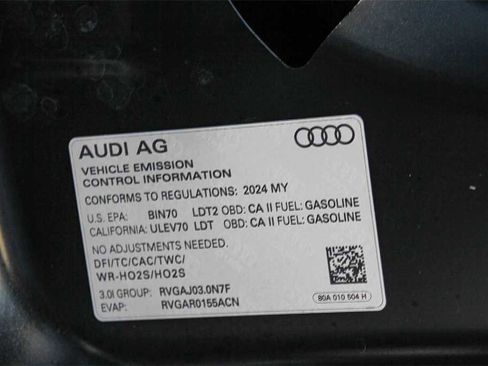 AUDI AG
VEHICLE EMISSION
CONTROL INFORMATION
CONFORMS TO REGULATIONS: 2024 MY
U.S. EPA: BIN70 LDT2 OBD: CA II FUEL: GASOLINE
CALIFORNIA: ULEV70 LDT OBD: CA II FUEL: GASOLINE
NO ADJUSTMENTS NEEDED.
DFI/TC/CAC/TWC/
WR-HO2S/HO2S
3.0l GROUP: RVGAJ03.0N7F
EVAP: RVGAR0155ACN
80A 010 504 H